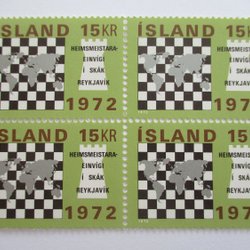 ÍSLAND 15KR
HEIMSMEISTARA-
EINVÍGI
Í SKÁK
REYKJAVÍK
1972
ÍSLAND 15KR
HEIMSMEISTARA-
EINVÍGI
Í SKÁK
REYKJAVÍK
1972
ÍSLAND 15KR
HEIMSMEISTARA-
EINVÍGI
Í SKÁK
REYKJAVÍK
1972
ÍSLAND 15KR
HEIMSMEISTARA-
EINVÍGI
Í SKÁK
REYKJAVÍK
1972